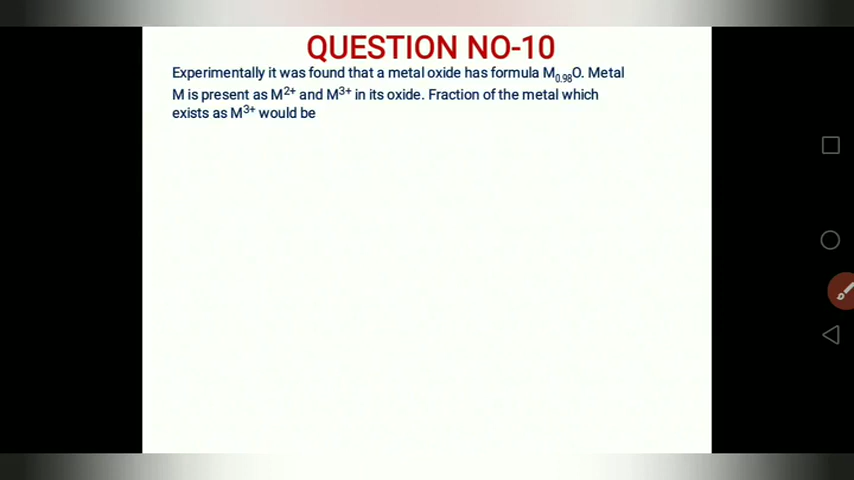 QUESTION NO-10
Experimentally it was found that a metal oxide has formula M₀.₉₈O. Metal
M is present as M²⁺ and M³⁺ in its oxide. Fraction of the metal which
exists as M³⁺ would be